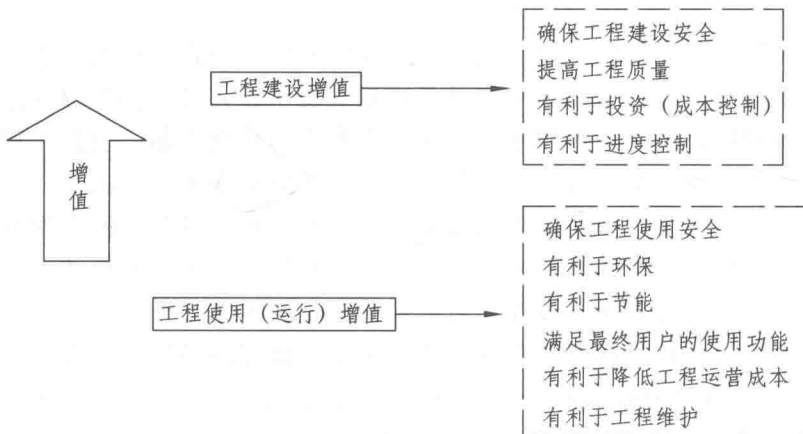 增
值
工程建设增值
确保工程建设安全
提高工程质量
有利于投资（成本控制）
有利于进度控制
工程使用（运行）增值
确保工程使用安全
有利于环保
有利于节能
满足最终用户的使用功能
有利于降低工程运营成本
有利于工程维护